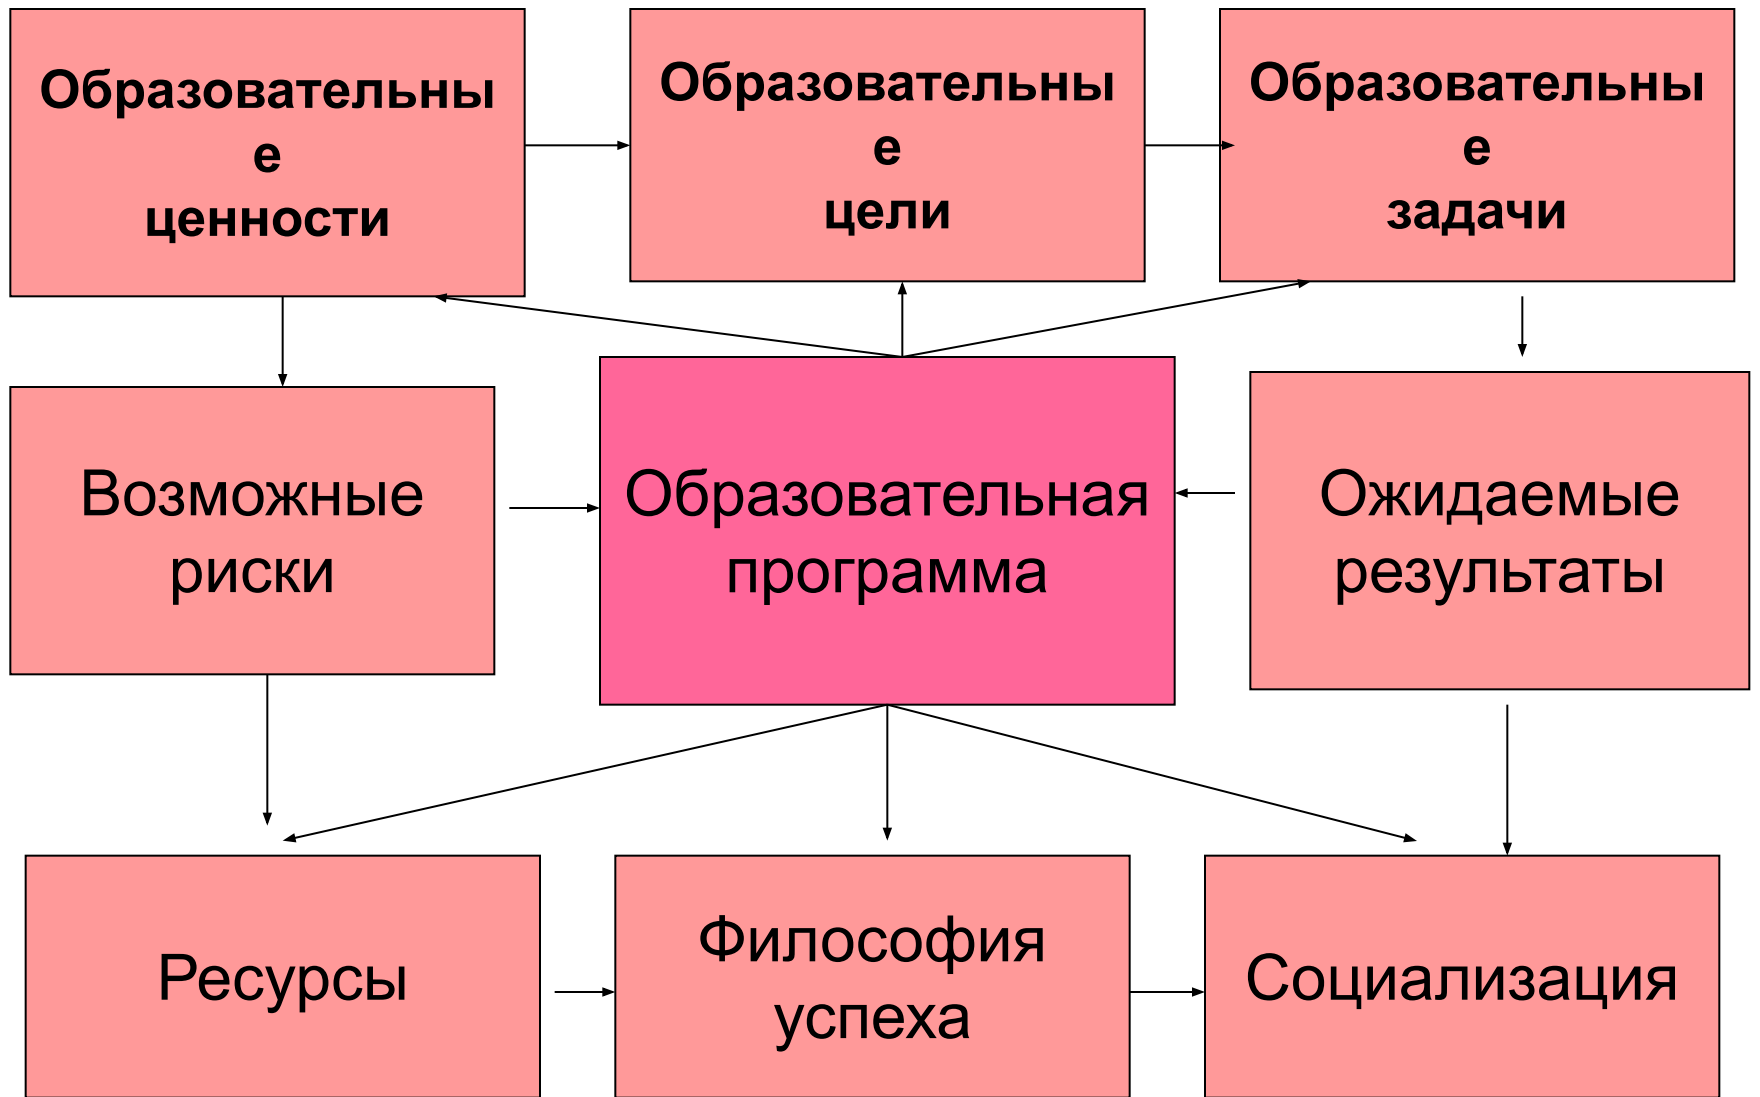 Образовательны
е
ценности
Образовательны
е
цели
Образовательны
е
задачи
Возможные
риски
Образовательная
программа
Ожидаемые
результаты
Ресурсы
Философия
успеха
Социализация